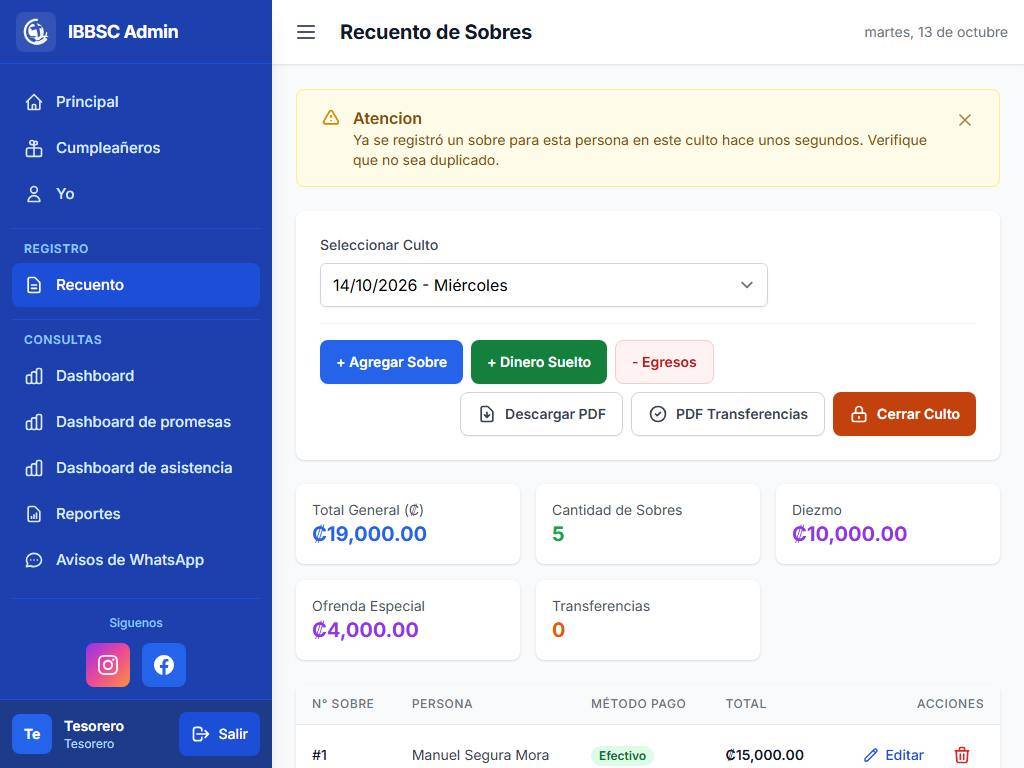 IBBSC Admin
Principal
Cumpleañeros
Yo
REGISTRO
Recuento
CONSULTAS
Dashboard
Dashboard de promesas
Dashboard de asistencia
Reportes
Avisos de WhatsApp
Siguenos
Te
Tesorero
Tesorero
Salir
Recuento de Sobres
martes, 13 de octubre
Atencion
Ya se registró un sobre para esta persona en este culto hace unos segundos. Verifique
que no sea duplicado.
Seleccionar Culto
14/10/2026 - Miércoles
+ Agregar Sobre
+ Dinero Suelto
- Egresos
Descargar PDF
PDF Transferencias
Cerrar Culto
Total General (₡)
₡19,000.00
Cantidad de Sobres
5
Diezmo
₡10,000.00
Ofrenda Especial
₡4,000.00
Transferencias
0
N° SOBRE PERSONA MÉTODO PAGO TOTAL ACCIONES
#1 Manuel Segura Mora Efectivo ₡15,000.00 Editar